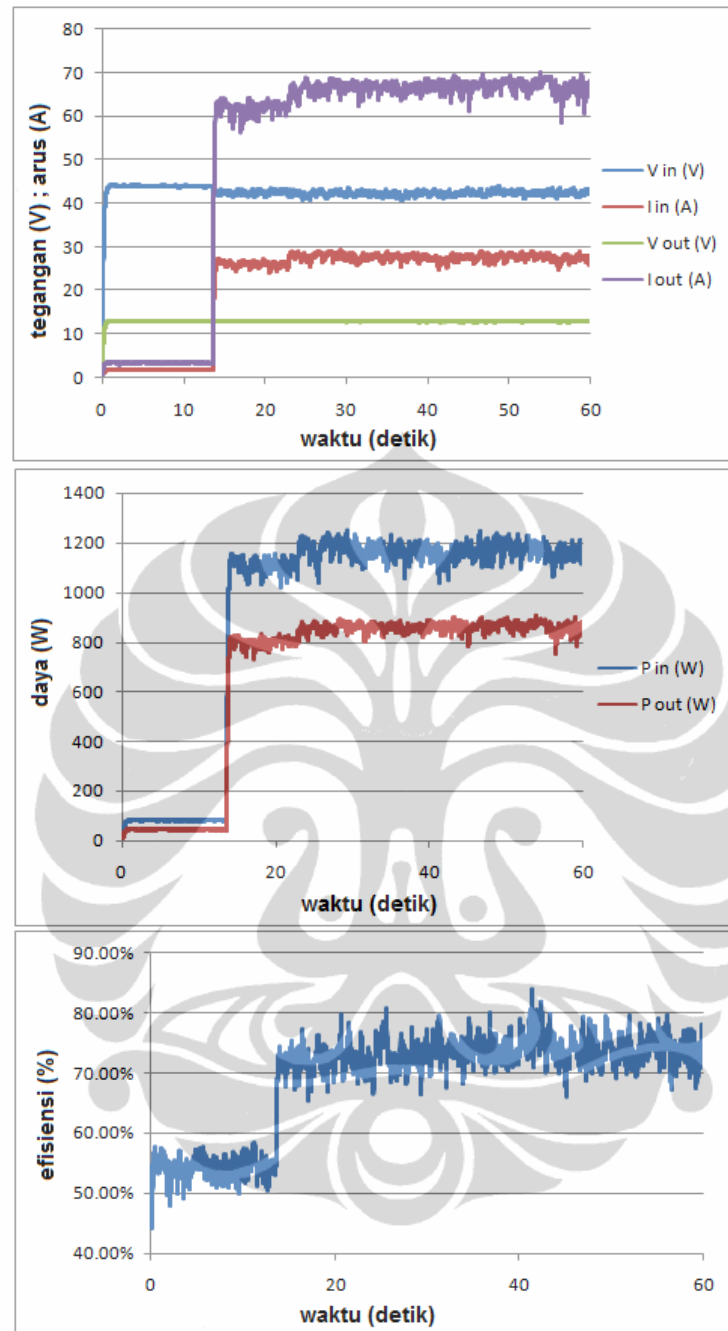 80
70
60
50
40
30
20
10
0
tegangan (V) ; arus (A)
0 10 20 30 40 50 60
waktu (detik)
V in (V)
I in (A)
V out (V)
I out (A)
1400
1200
1000
800
600
400
200
0
daya (W)
0 20 40 60
waktu (detik)
P in (W)
P out (W)
90.00%
80.00%
70.00%
60.00%
50.00%
40.00%
efisiensi (%)
0 20 40 60
waktu (detik)